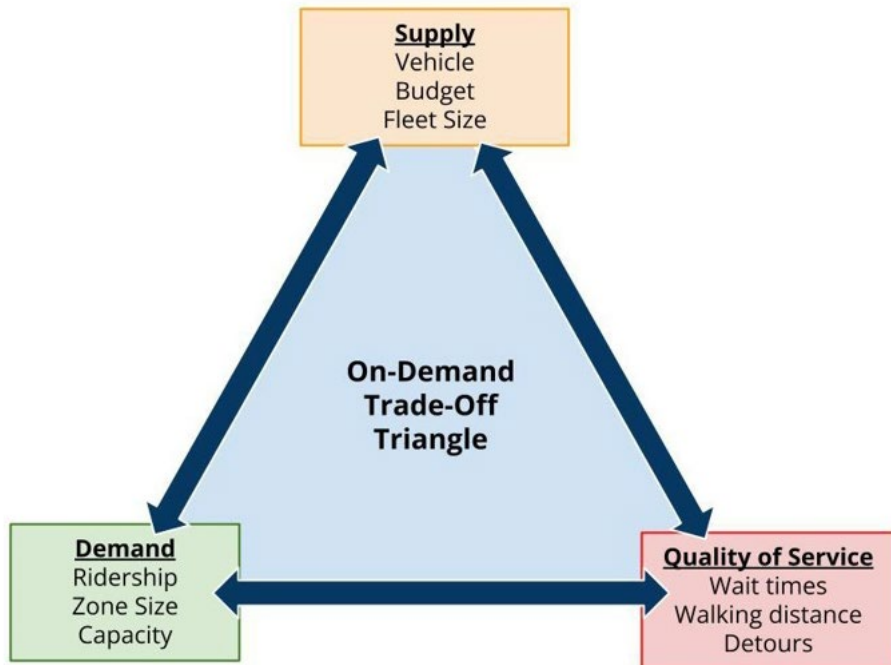 Supply
Vehicle
Budget
Fleet Size
On-Demand
Trade-Off
Triangle
Demand
Ridership
Zone Size
Capacity
Quality of Service
Wait times
Walking distance
Detours